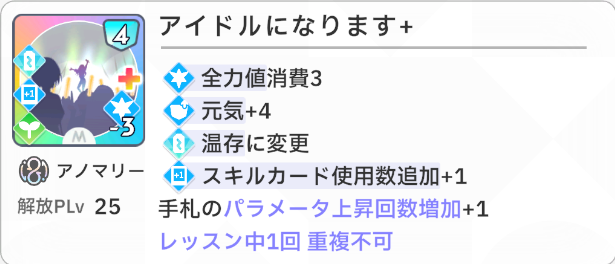 アイドルになります+
4
+1
-3
M
全力値消費3
元気+4
温存に変更
+1
スキルカード使用数追加+1
アノマリー
解放PLv 25
手札のパラメータ上昇回数増加+1
レッスン中1回 重複不可